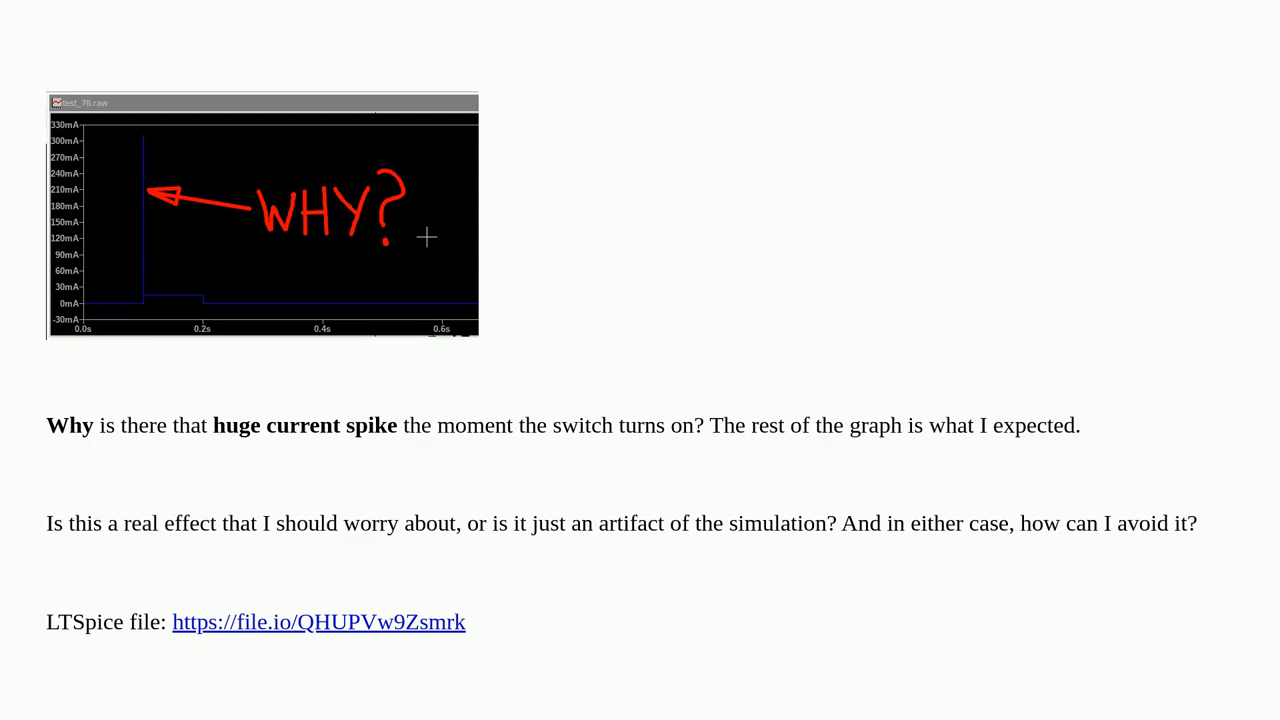 test_78.raw
330mA
300mA
270mA
240mA
210mA
180mA
150mA
120mA
90mA
60mA
30mA
0mA
-30mA
0.0s 0.2s 0.4s 0.6s
WHY?
Why is there that huge current spike the moment the switch turns on? The rest of the graph is what I expected.
Is this a real effect that I should worry about, or is it just an artifact of the simulation? And in either case, how can I avoid it?
LTSpice file: https://file.io/QHUPVw9Zsmrk